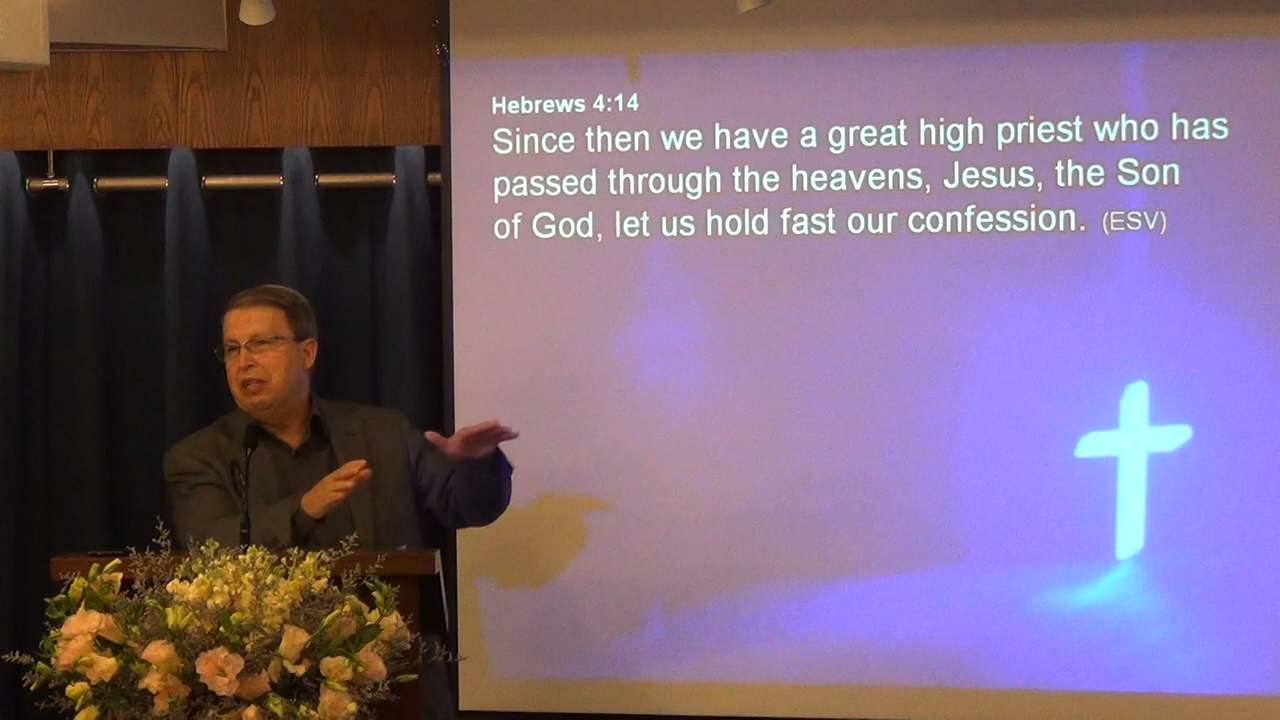 Hebrews 4:14
Since then we have a great high priest who has
passed through the heavens, Jesus, the Son
of God, let us hold fast our confession. (ESV)